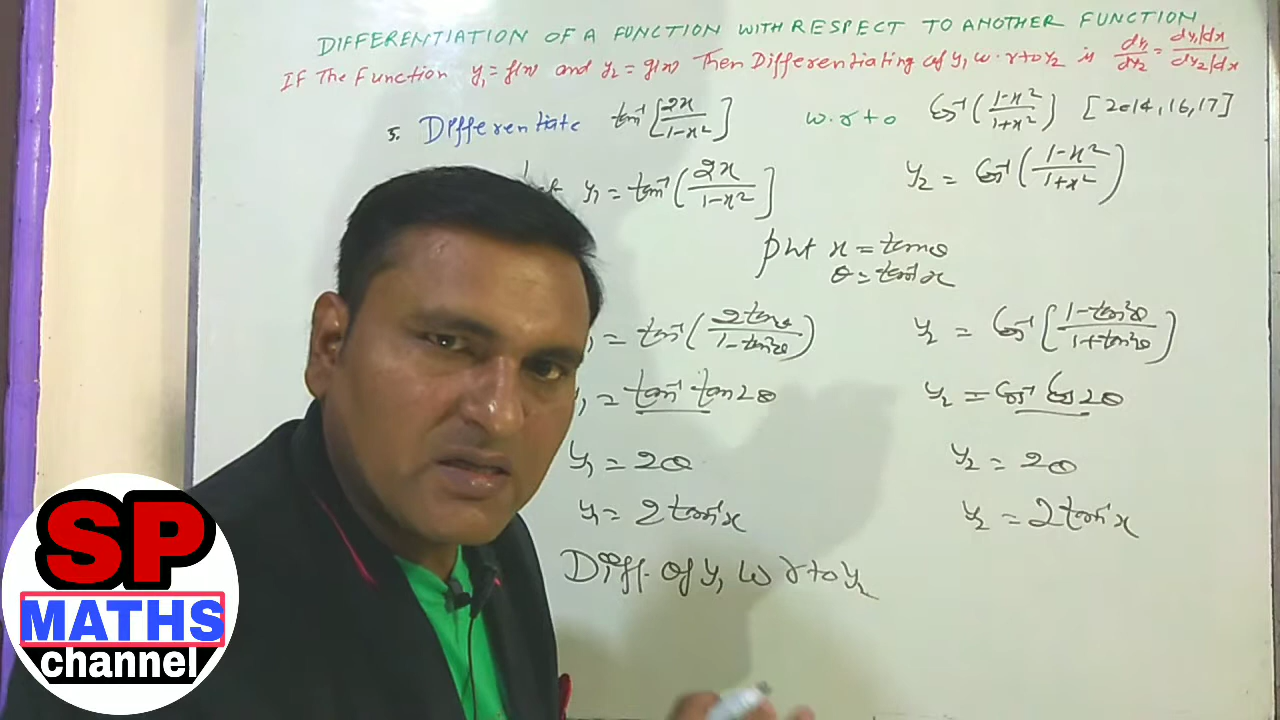 DIFFERENTIATION OF A FUNCTION WITH RESPECT TO ANOTHER FUNCTION
IF The Function y₁ = f(x) and y₂ = g(x) Then Differentiating of y₁ w.r to y₂ is dy₁/dy₂ = (dy₁/dx)/(dy₂/dx)
5. Differentiate tan⁻¹[2x/(1-x²)] w.r to Cos⁻¹((1-x²)/(1+x²)) [2014,16,17]
y₁ = tan⁻¹(2x/(1-x²)] y₂ = Cos⁻¹((1-x²)/(1+x²))
put x = tanθ
θ = tan⁻¹x
= tan⁻¹(2tanθ/(1-tan²θ)) y₂ = Cos⁻¹[(1-tan²θ)/(1+tan²θ)]
= tan⁻¹ tan2θ y₂ = Cos⁻¹ Cos 2θ
y₁ = 2θ y₂ = 2θ
y₁ = 2tan⁻¹x y₂ = 2tan⁻¹x
Diff. of y₁ w r to y₂
SP
MATHS
channel